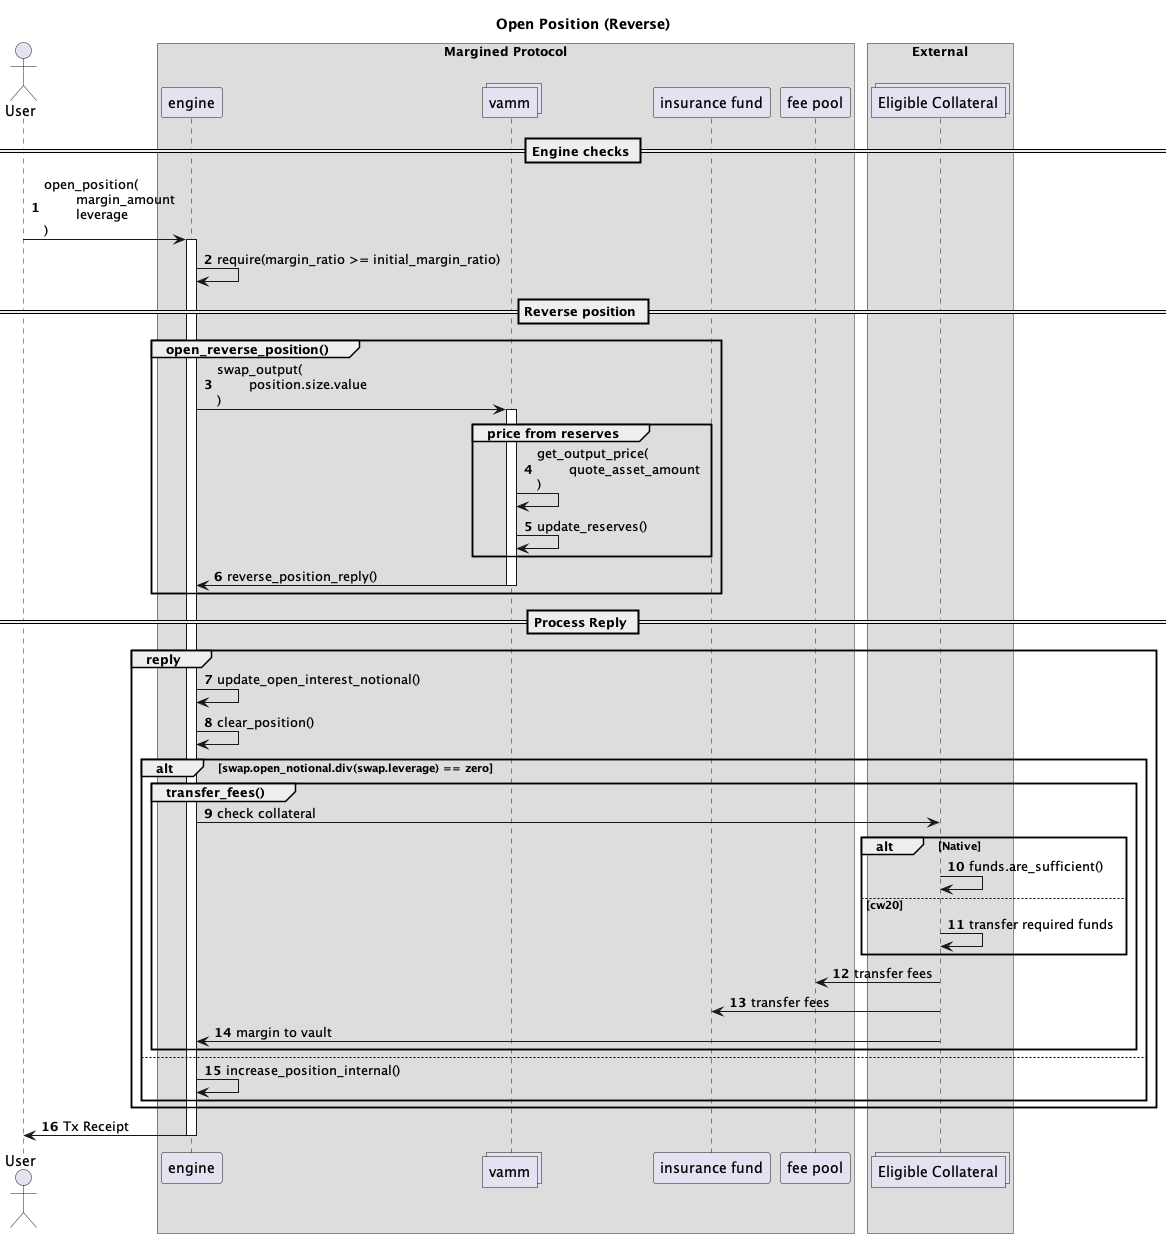 Open Position (Reverse)
Margined Protocol
External
User
engine
vamm
insurance fund
fee pool
Eligible Collateral
Engine checks
open_position(
1 margin_amount
leverage
)
2 require(margin_ratio >= initial_margin_ratio)
Reverse position
open_reverse_position()
swap_output(
3 position.size.value
)
price from reserves
get_output_price(
4 quote_asset_amount
)
5 update_reserves()
6 reverse_position_reply()
Process Reply
reply
7 update_open_interest_notional()
8 clear_position()
alt [swap.open_notional.div(swap.leverage) == zero]
transfer_fees()
9 check collateral
alt [Native]
10 funds.are_sufficient()
[cw20]
11 transfer required funds
12 transfer fees
13 transfer fees
14 margin to vault
15 increase_position_internal()
16 Tx Receipt
User
engine
vamm
insurance fund
fee pool
Eligible Collateral